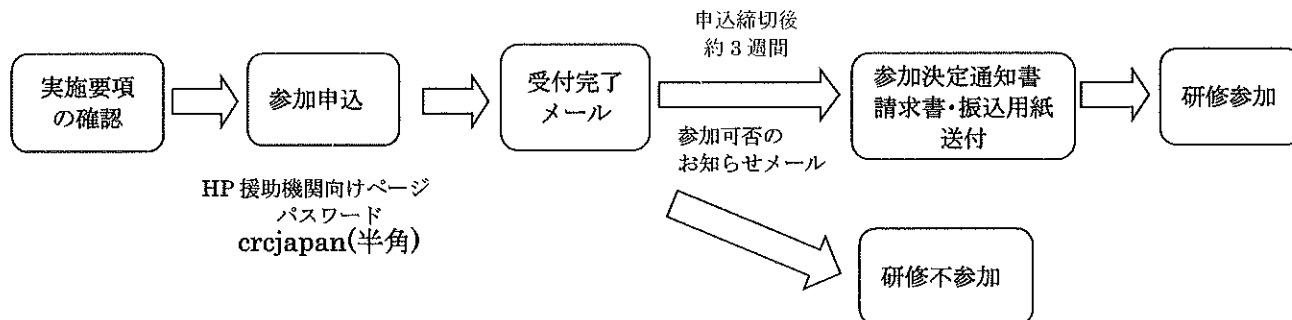 実施要項
の確認
参加申込
HP 援助機関向けページ
パスワード
crcjapan(半角)
受付完了
メール
申込締切後
約 3 週間
参加可否の
お知らせメール
参加決定通知書
請求書・振込用紙
送付
研修参加
研修不参加